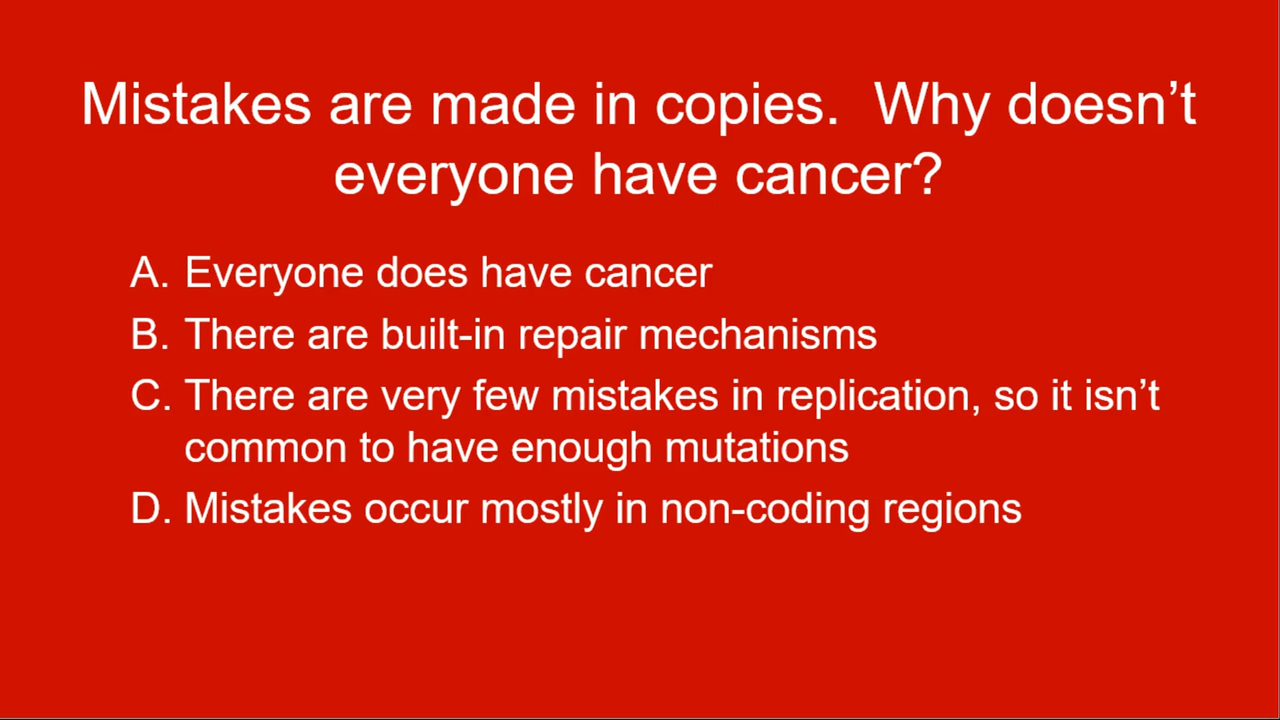 Mistakes are made in copies.  Why doesn’t
everyone have cancer?
A. Everyone does have cancer
B. There are built-in repair mechanisms
C. There are very few mistakes in replication, so it isn’t
common to have enough mutations
D. Mistakes occur mostly in non-coding regions